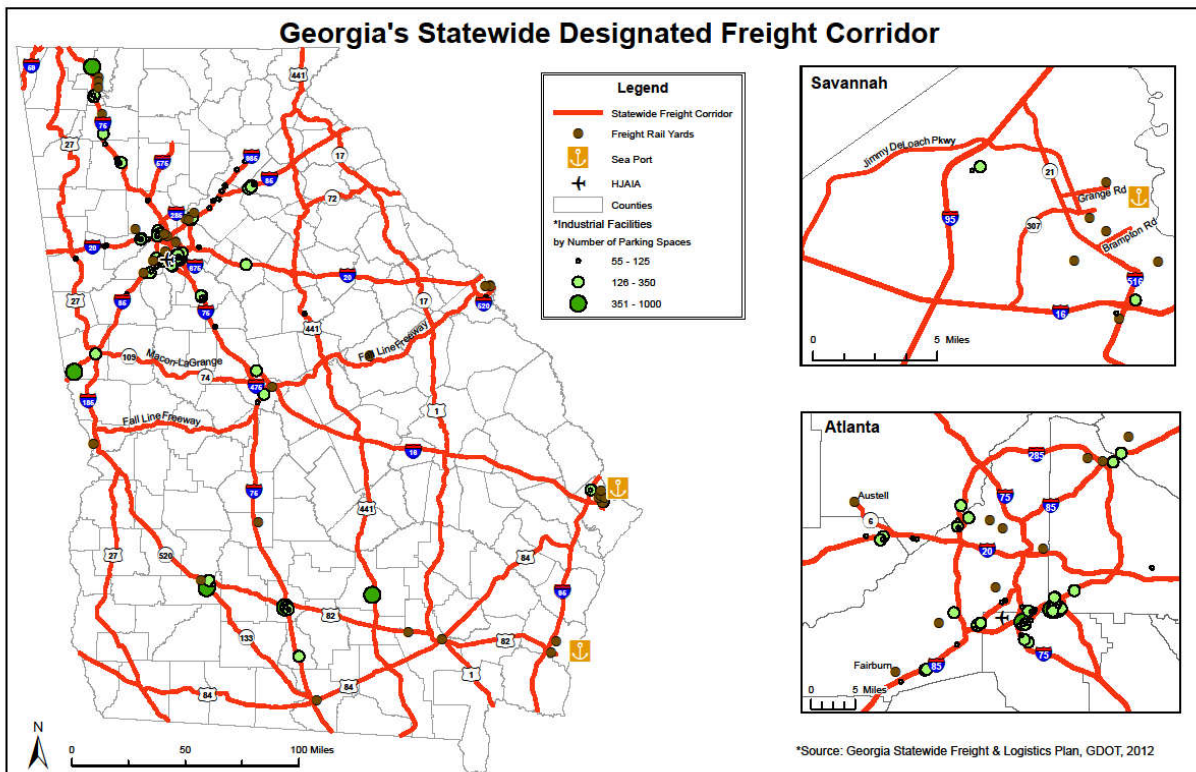 Georgia's Statewide Designated Freight Corridor
Legend
Statewide Freight Corridor
Freight Rail Yards
Sea Port
HJAIA
Counties
*Industrial Facilities
by Number of Parking Spaces
55 - 125
126 - 350
351 - 1000
441
27
75
575
985
85
17
72
285
20
675
20
520
27
85
75
441
17
Fall Line Freeway
Macon-LaGrange
109
74
475
185
Fall Line Freeway
1
16
75
441
27
520
84
95
82
133
82
84
84
1
N
0
50
100 Miles
Savannah
Jimmy DeLoach Pkwy
21
Grange Rd
95
307
Brampton Rd
516
16
0
5 Miles
Atlanta
285
75
85
Austell
6
20
Fairburn
85
75
0
5 Miles
*Source: Georgia Statewide Freight & Logistics Plan, GDOT, 2012